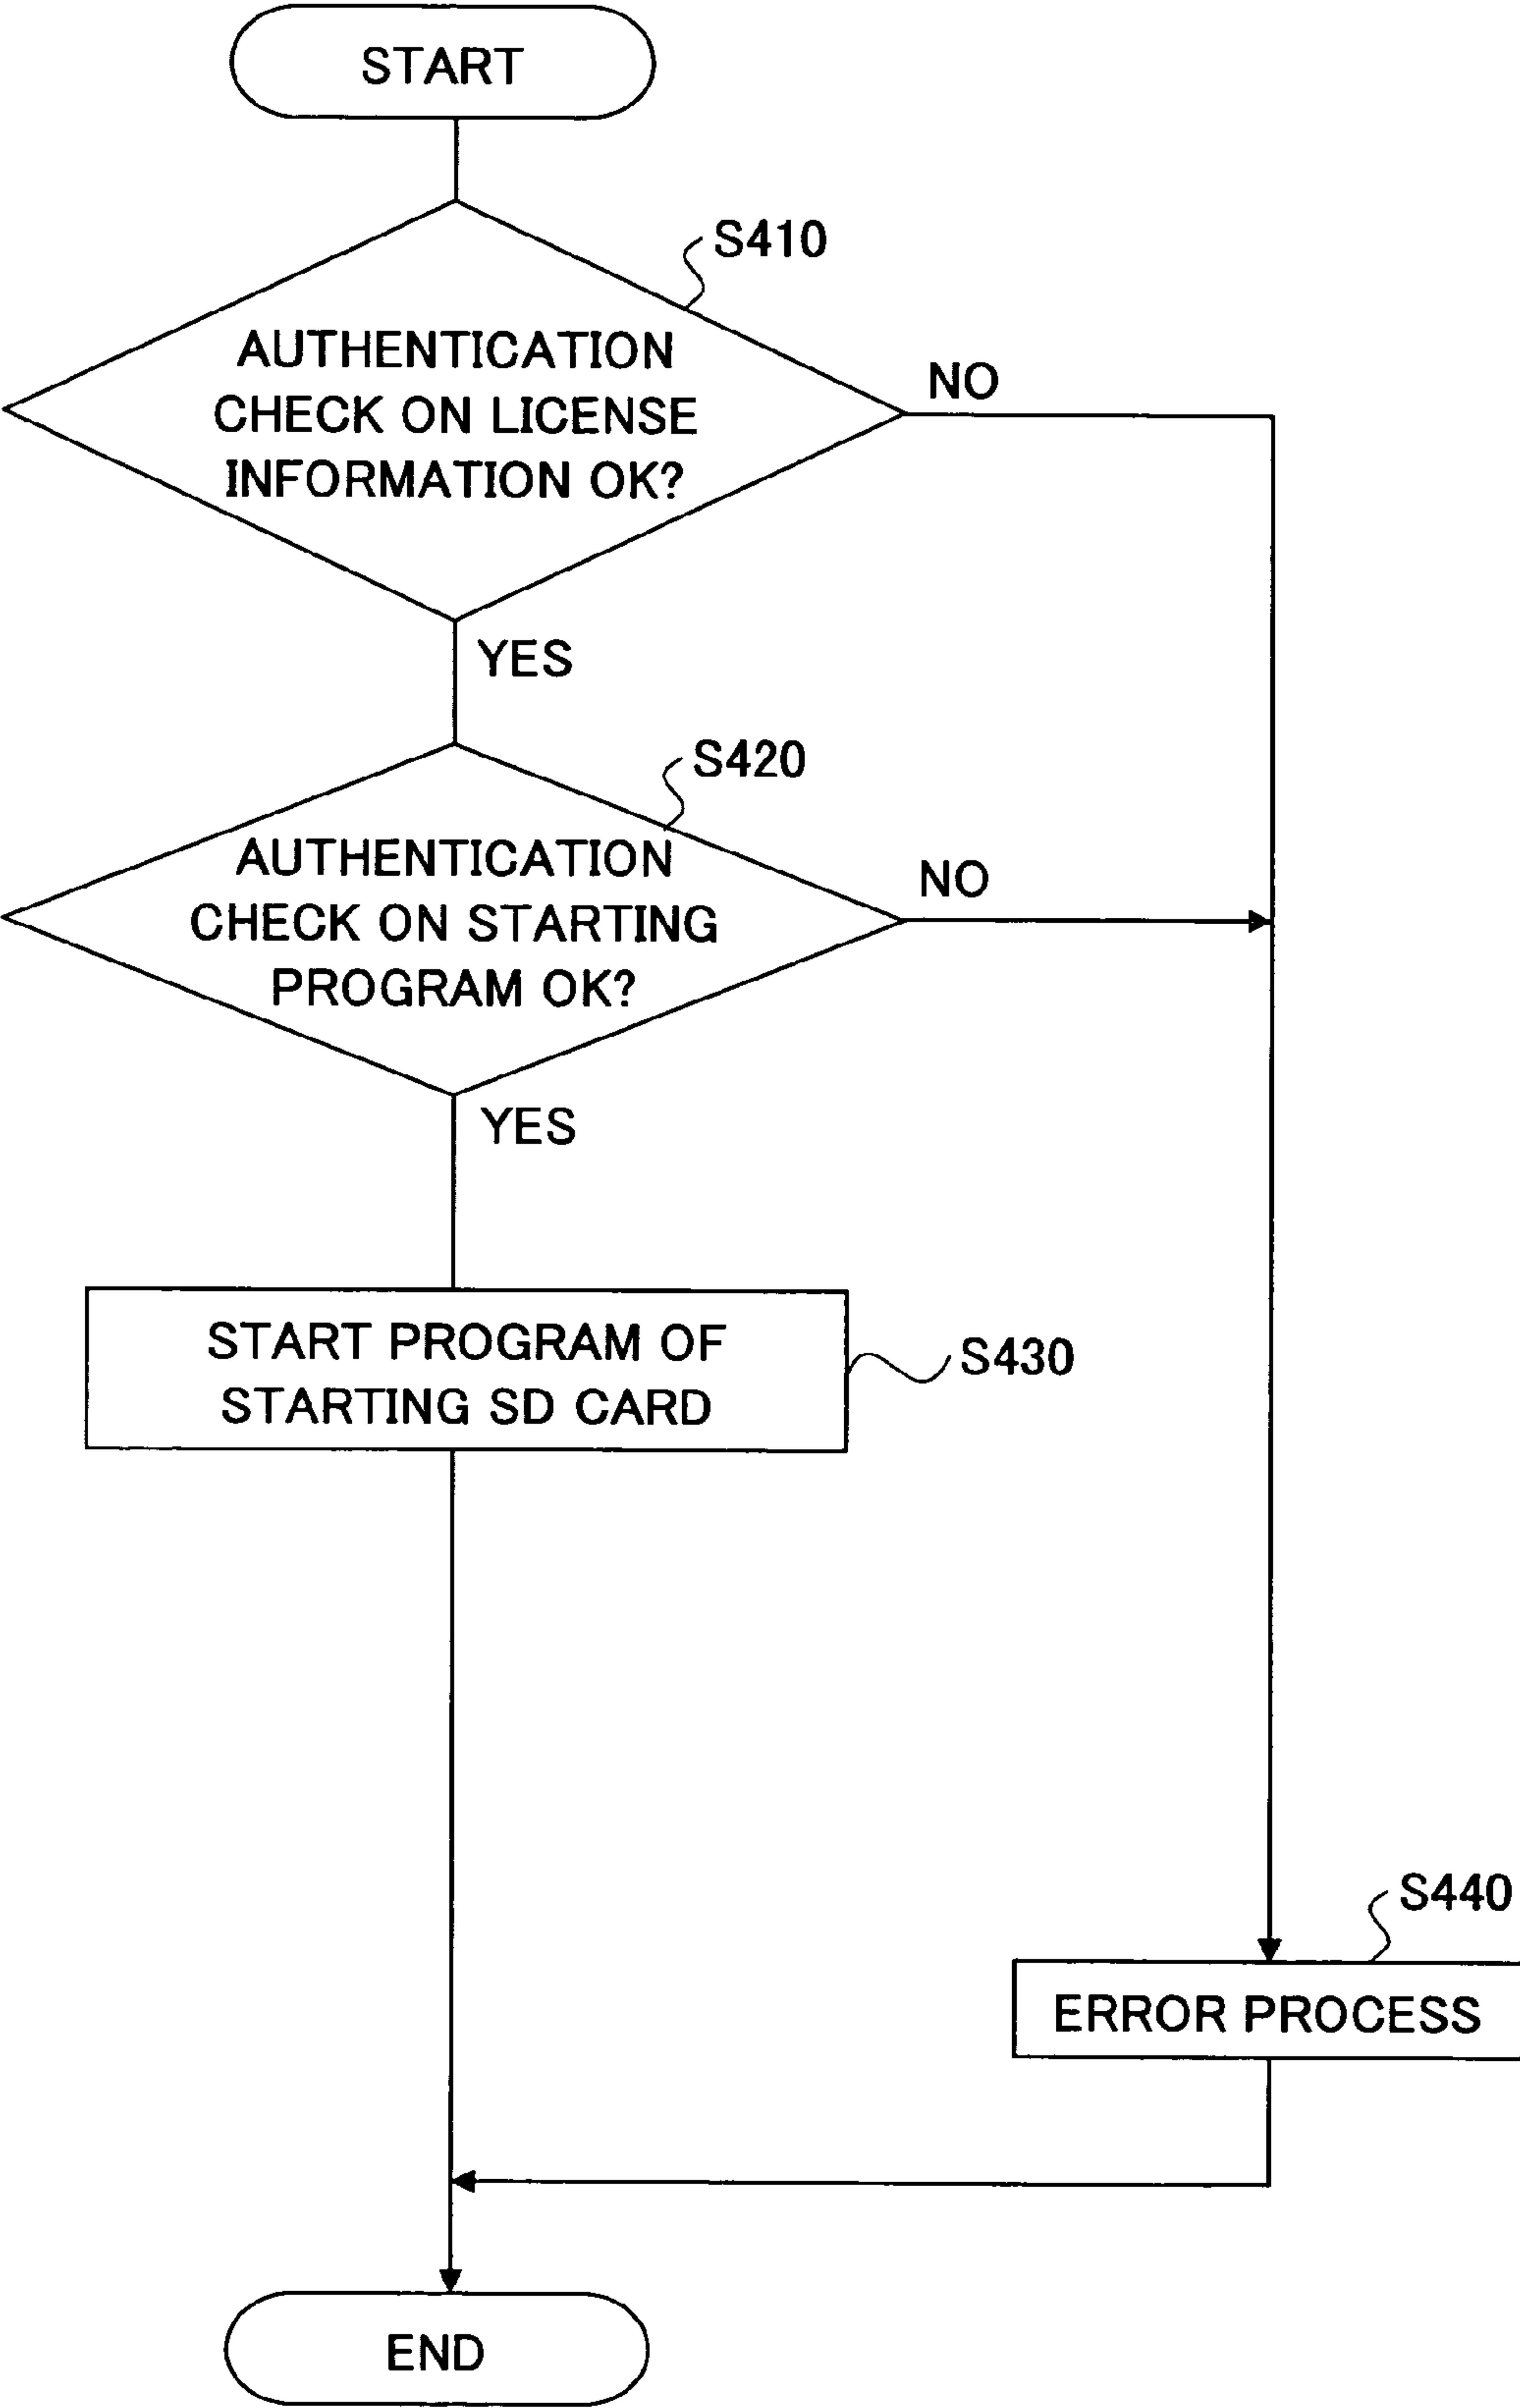 START
S410
AUTHENTICATION
CHECK ON LICENSE
INFORMATION OK?
NO
YES
S420
AUTHENTICATION
CHECK ON STARTING
PROGRAM OK?
NO
YES
START PROGRAM OF
STARTING SD CARD
S430
S440
ERROR PROCESS
END